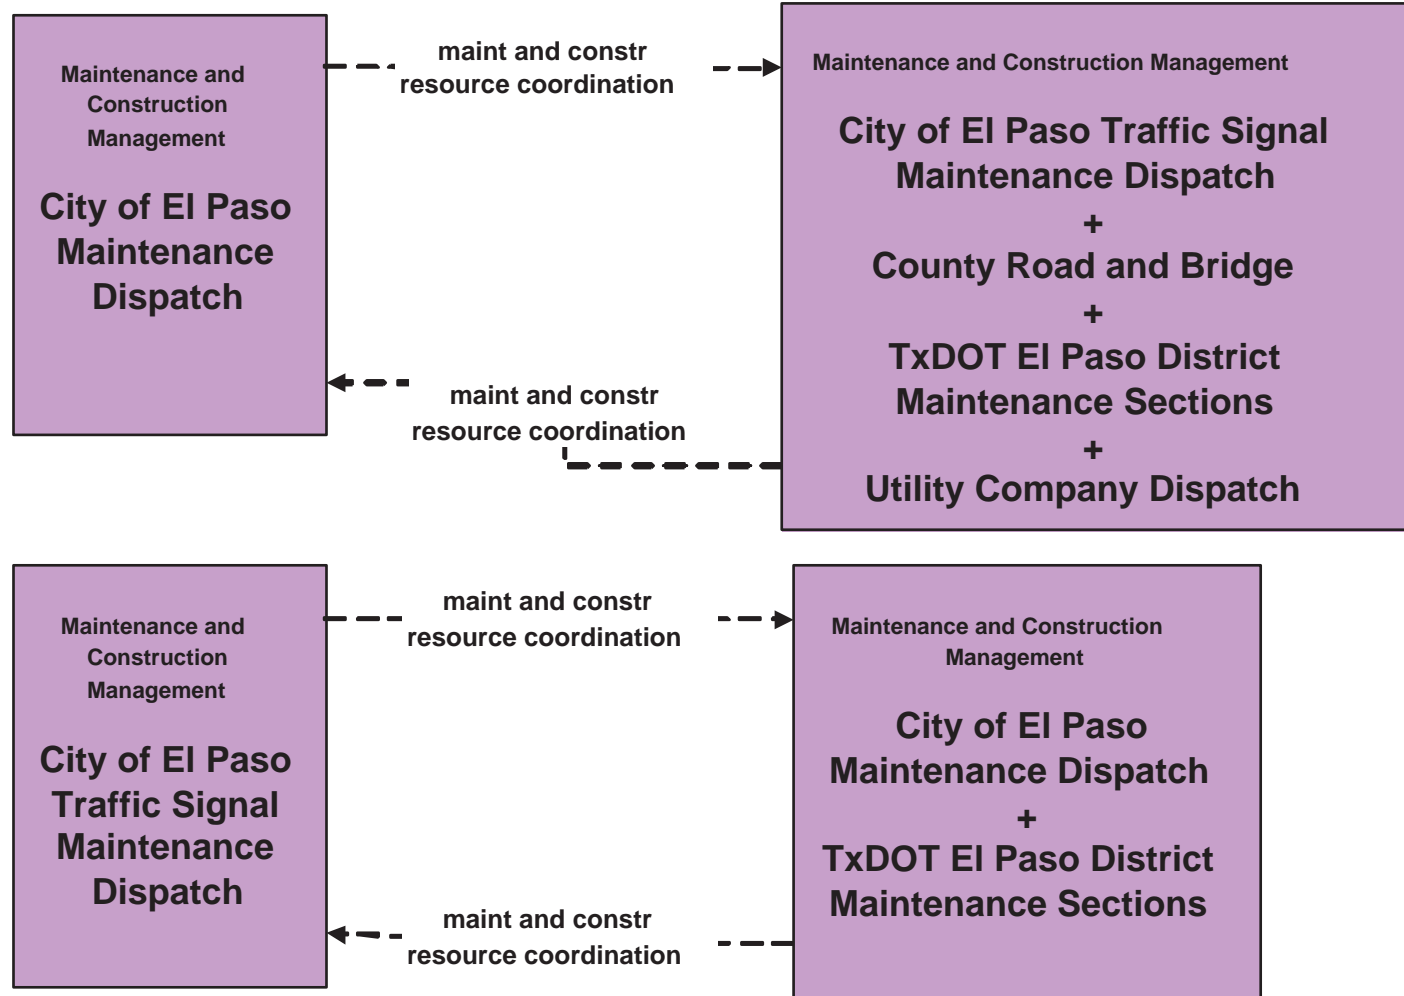 Maintenance and
Construction
Management
City of El Paso
Maintenance
Dispatch
maint and constr
resource coordination
maint and constr
resource coordination
Maintenance and Construction Management
City of El Paso Traffic Signal
Maintenance Dispatch
+
County Road and Bridge
+
TxDOT El Paso District
Maintenance Sections
+
Utility Company Dispatch
Maintenance and
Construction
Management
City of El Paso
Traffic Signal
Maintenance
Dispatch
maint and constr
resource coordination
maint and constr
resource coordination
Maintenance and Construction
Management
City of El Paso
Maintenance Dispatch
+
TxDOT El Paso District
Maintenance Sections